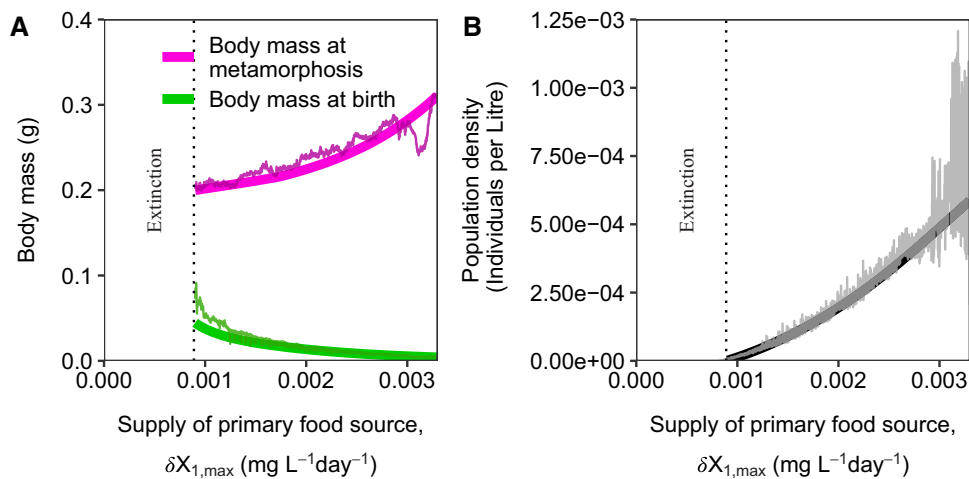 A
Body mass (g)
0.4
0.3
0.2
0.1
0.0
Body mass at
metamorphosis
Body mass at birth
Extinction
0.000
0.001
0.002
0.003
Supply of primary food source,
δX₁,max (mg L⁻¹day⁻¹)
B
Population density
(Individuals per Litre)
1.25e−03
1.00e−03
7.50e−04
5.00e−04
2.50e−04
0.00e+00
Extinction
0.000
0.001
0.002
0.003
Supply of primary food source,
δX₁,max (mg L⁻¹day⁻¹)